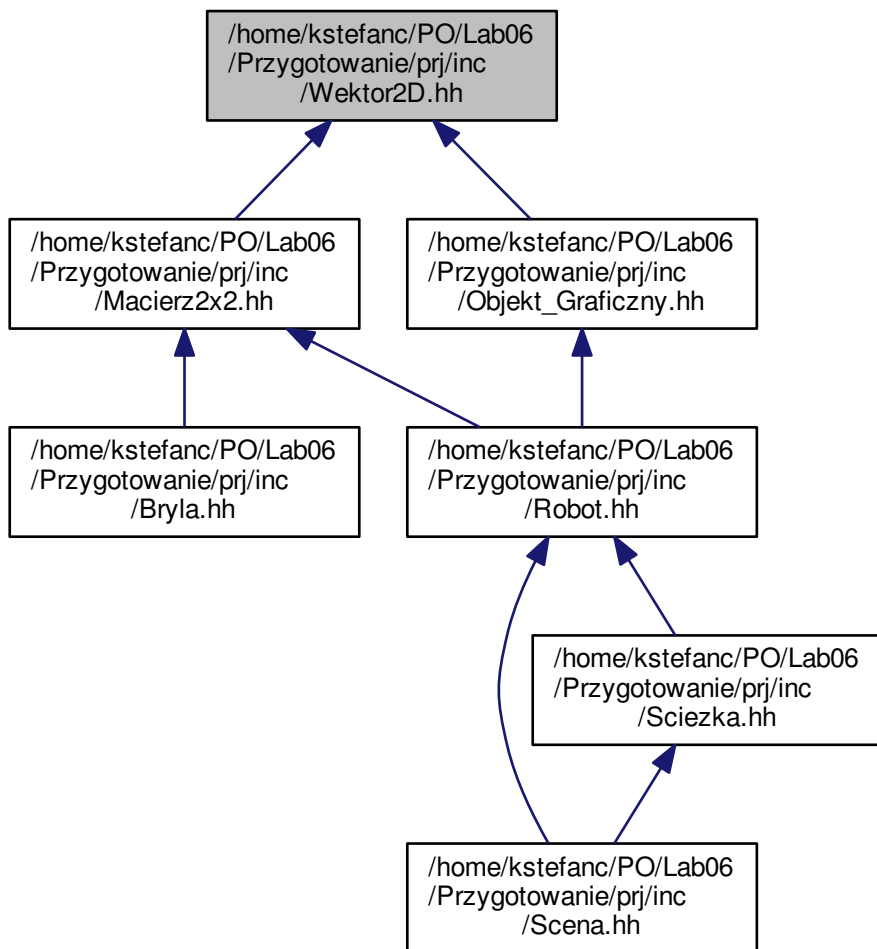 /home/kstefanc/PO/Lab06
/Przygotowanie/prj/inc
/Wektor2D.hh
/home/kstefanc/PO/Lab06
/Przygotowanie/prj/inc
/Macierz2x2.hh
/home/kstefanc/PO/Lab06
/Przygotowanie/prj/inc
/Objekt_Graficzny.hh
/home/kstefanc/PO/Lab06
/Przygotowanie/prj/inc
/Bryla.hh
/home/kstefanc/PO/Lab06
/Przygotowanie/prj/inc
/Robot.hh
/home/kstefanc/PO/Lab06
/Przygotowanie/prj/inc
/Sciezka.hh
/home/kstefanc/PO/Lab06
/Przygotowanie/prj/inc
/Scena.hh